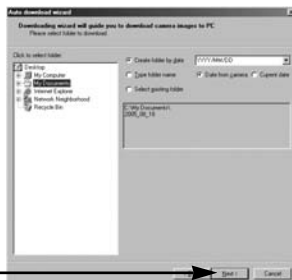 Auto download wizard
Downloading wizard will guide you to download camera images to PC
Please select folder to download.
Click to select folder:
Desktop
My Computer
My Documents
Internet Explorer
Network Neighborhood
Recycle Bin
Create folder by date
YYYY/MM/DD
Type folder name
Date from camera
Current date
Select existing folder
C:\My Documents\
Next >
Cancel